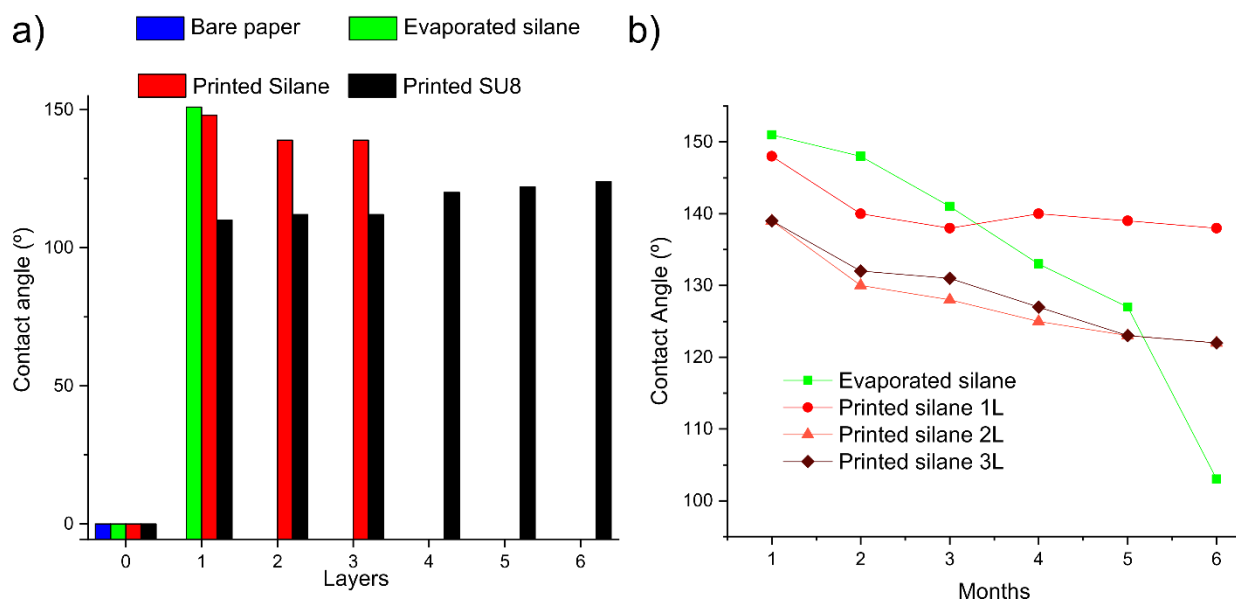 a)
Bare paper
Evaporated silane
Printed Silane
Printed SU8
Contact angle (º)
150
100
50
0
0 1 2 3 4 5 6
Layers
b)
Contact Angle (º)
150
140
130
120
110
100
Evaporated silane
Printed silane 1L
Printed silane 2L
Printed silane 3L
1 2 3 4 5 6
Months